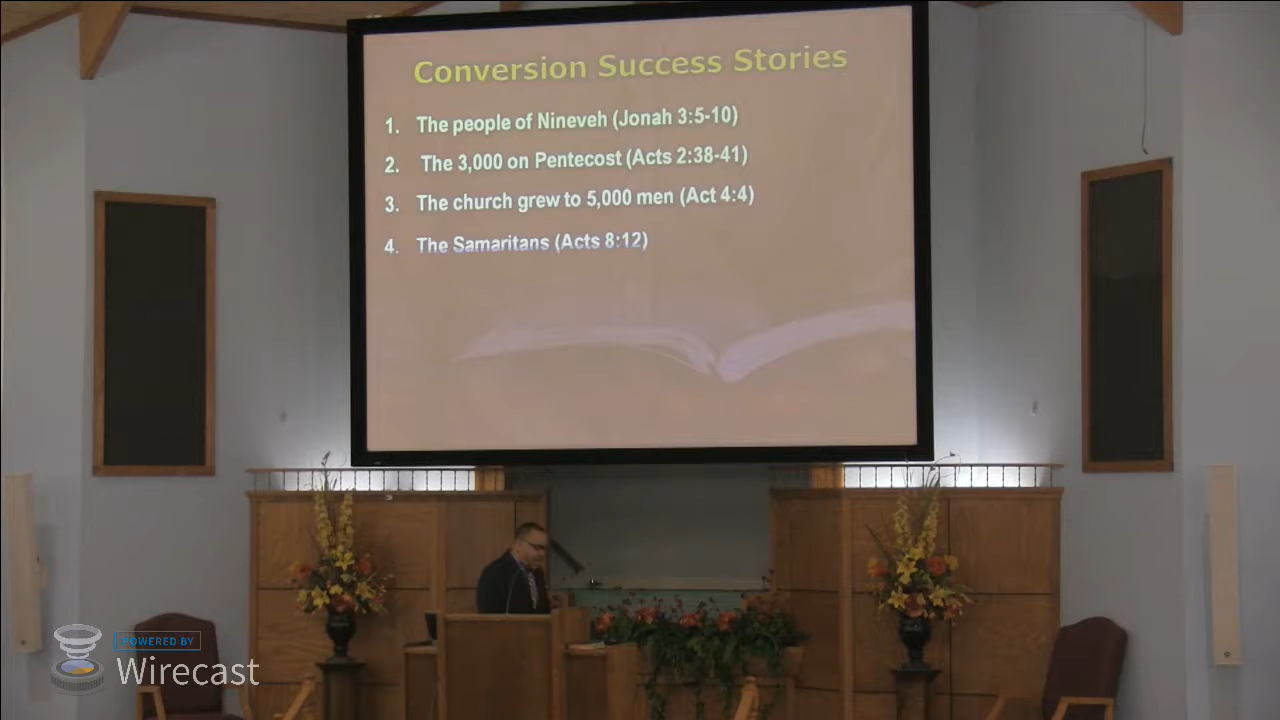 Conversion Success Stories
1. The people of Nineveh (Jonah 3:5-10)
2. The 3,000 on Pentecost (Acts 2:38-41)
3. The church grew to 5,000 men (Act 4:4)
4. The Samaritans (Acts 8:12)
POWERED BY
Wirecast